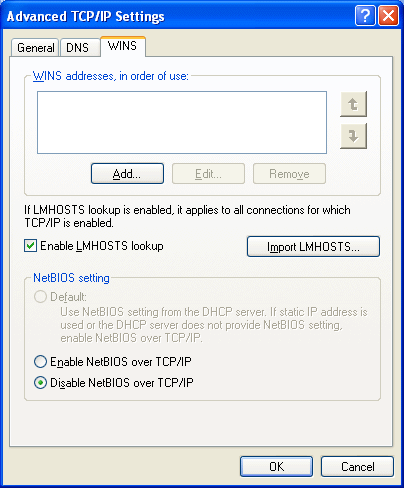 Advanced TCP/IP Settings
General DNS WINS
WINS addresses, in order of use:
Add... Edit... Remove
If LMHOSTS lookup is enabled, it applies to all connections for which
TCP/IP is enabled.
Enable LMHOSTS lookup Import LMHOSTS...
NetBIOS setting
Default:
Use NetBIOS setting from the DHCP server. If static IP address is
used or the DHCP server does not provide NetBIOS setting,
enable NetBIOS over TCP/IP.
Enable NetBIOS over TCP/IP
Disable NetBIOS over TCP/IP
OK Cancel